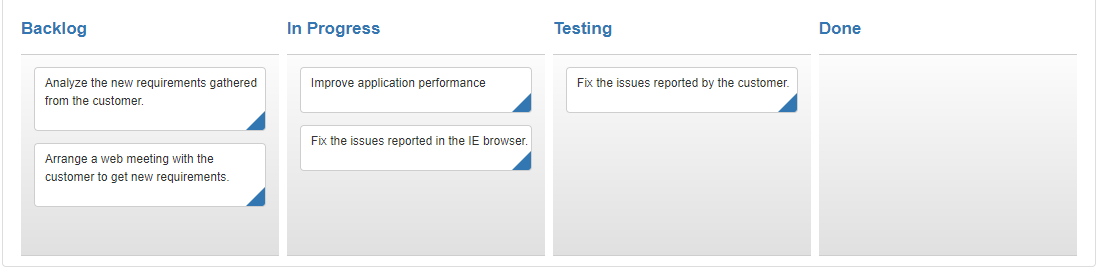 Backlog
Analyze the new requirements gathered
from the customer.
Arrange a web meeting with the
customer to get new requirements.
In Progress
Improve application performance
Fix the issues reported in the IE browser.
Testing
Fix the issues reported by the customer.
Done